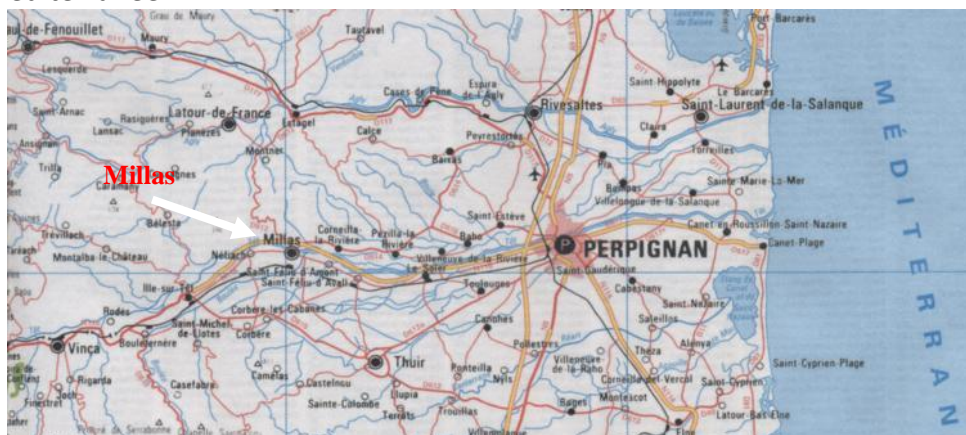 Grau de Maury
Port Barcarès
Maury
Tautavel
Lesquerde
Saint-Hippolyte
Le Barcarès
Espira de l'Agly
Cases de Pène
Rivesaltes
Saint-Laurent-de-la-Salanque
Saint-Arnac
Rasiguères
Latour-de-France
Lansac
Planèzes
Estagel
Calce
Claira
Ansignan
Peyrestortes
Torreilles
Montner
Trilla
Baixas
Pia
Millas
Caramany
Bompas
Sainte Marie-La-Mer
Villelongue de la Salanque
Saint-Estève
Bélesta
Trévillach
Corneilla-la Rivière
Pézilla-la Rivière
Baho
Canet en Roussillon Saint Nazaire
Millas
PERPIGNAN
Canet-Plage
Montalba-le-Château
Néfiach
Villeneuve de la Rivière
Saint-Féliu d'Amont
Le Soler
Saint-Gaudérique
Saint-Féliu d'Avall
Toulouges
Cabestany
Ille-sur-Têt
Saint-Nazaire
Corbère les Cabanes
Rodès
Saint-Michel-de-Llotes
Corbère
Canohès
Saleilles
Bouleternère
Vinça
Pollestres
Théza
Alénya
Thuir
Ponteilla
Villeneuve-de-la-Raho
Saint Cyprien-Plage
Rigarda
Casefabre
Camélas
Castelnou
Nyls
Corneilla-del-Vercol
Saint-Cyprien
Joch
Finestret
Llupia
Sainte-Colombe
Terrats
Trouillas
Bages
Montescot
Latour-Bas-Elne
Elne
MÉDITERRAN